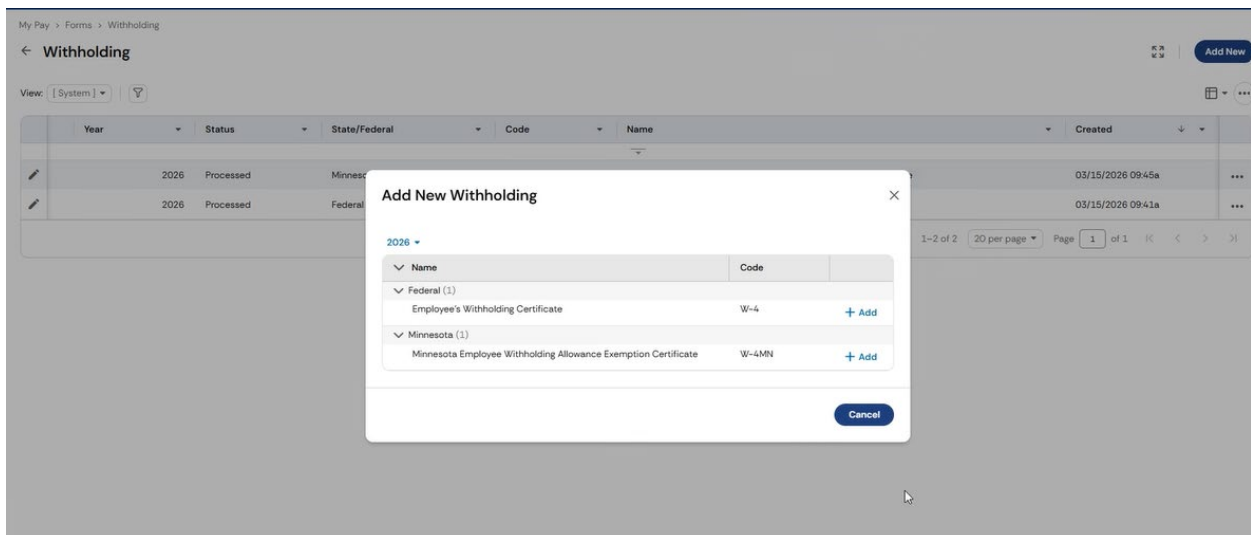 My Pay > Forms > Withholding
← Withholding
Add New
View: [ System ]
Year Status State/Federal Code Name Created
2026 Processed 03/15/2026 09:45a
2026 Processed Federal 03/15/2026 09:41a
1–2 of 2 20 per page Page 1 of 1
Add New Withholding
2026
Name Code
Federal (1)
Employee's Withholding Certificate W-4 + Add
Minnesota (1)
Minnesota Employee Withholding Allowance Exemption Certificate W-4MN + Add
Cancel